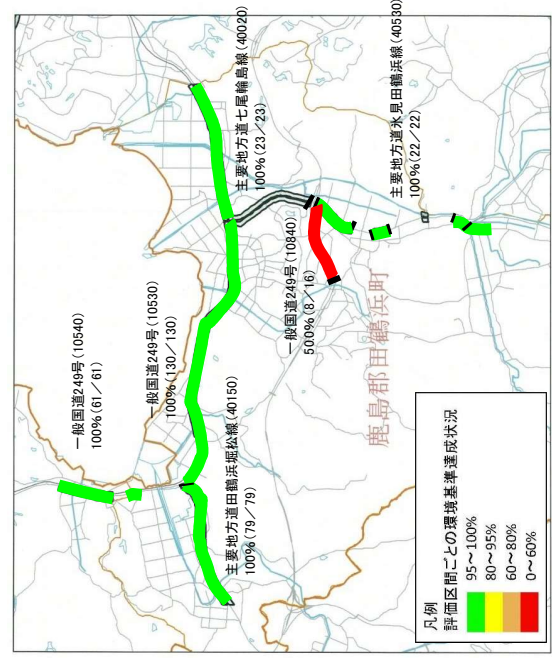 一般国道249号(10540)
100%(61/61)
一般国道249号(10530)
100%(130/130)
主要地方道田鶴浜堀松線(40150)
100%(79/79)
主要地方道七尾輪島線(40020)
100%(23/23)
一般国道249号(10840)
50.0%(8/16)
主要地方道氷見田鶴浜線(40530)
100%(22/22)
鹿島郡田鶴浜町
凡例
評価区間ごとの環境基準達成状況
95~100%
80~95%
60~80%
0~60%